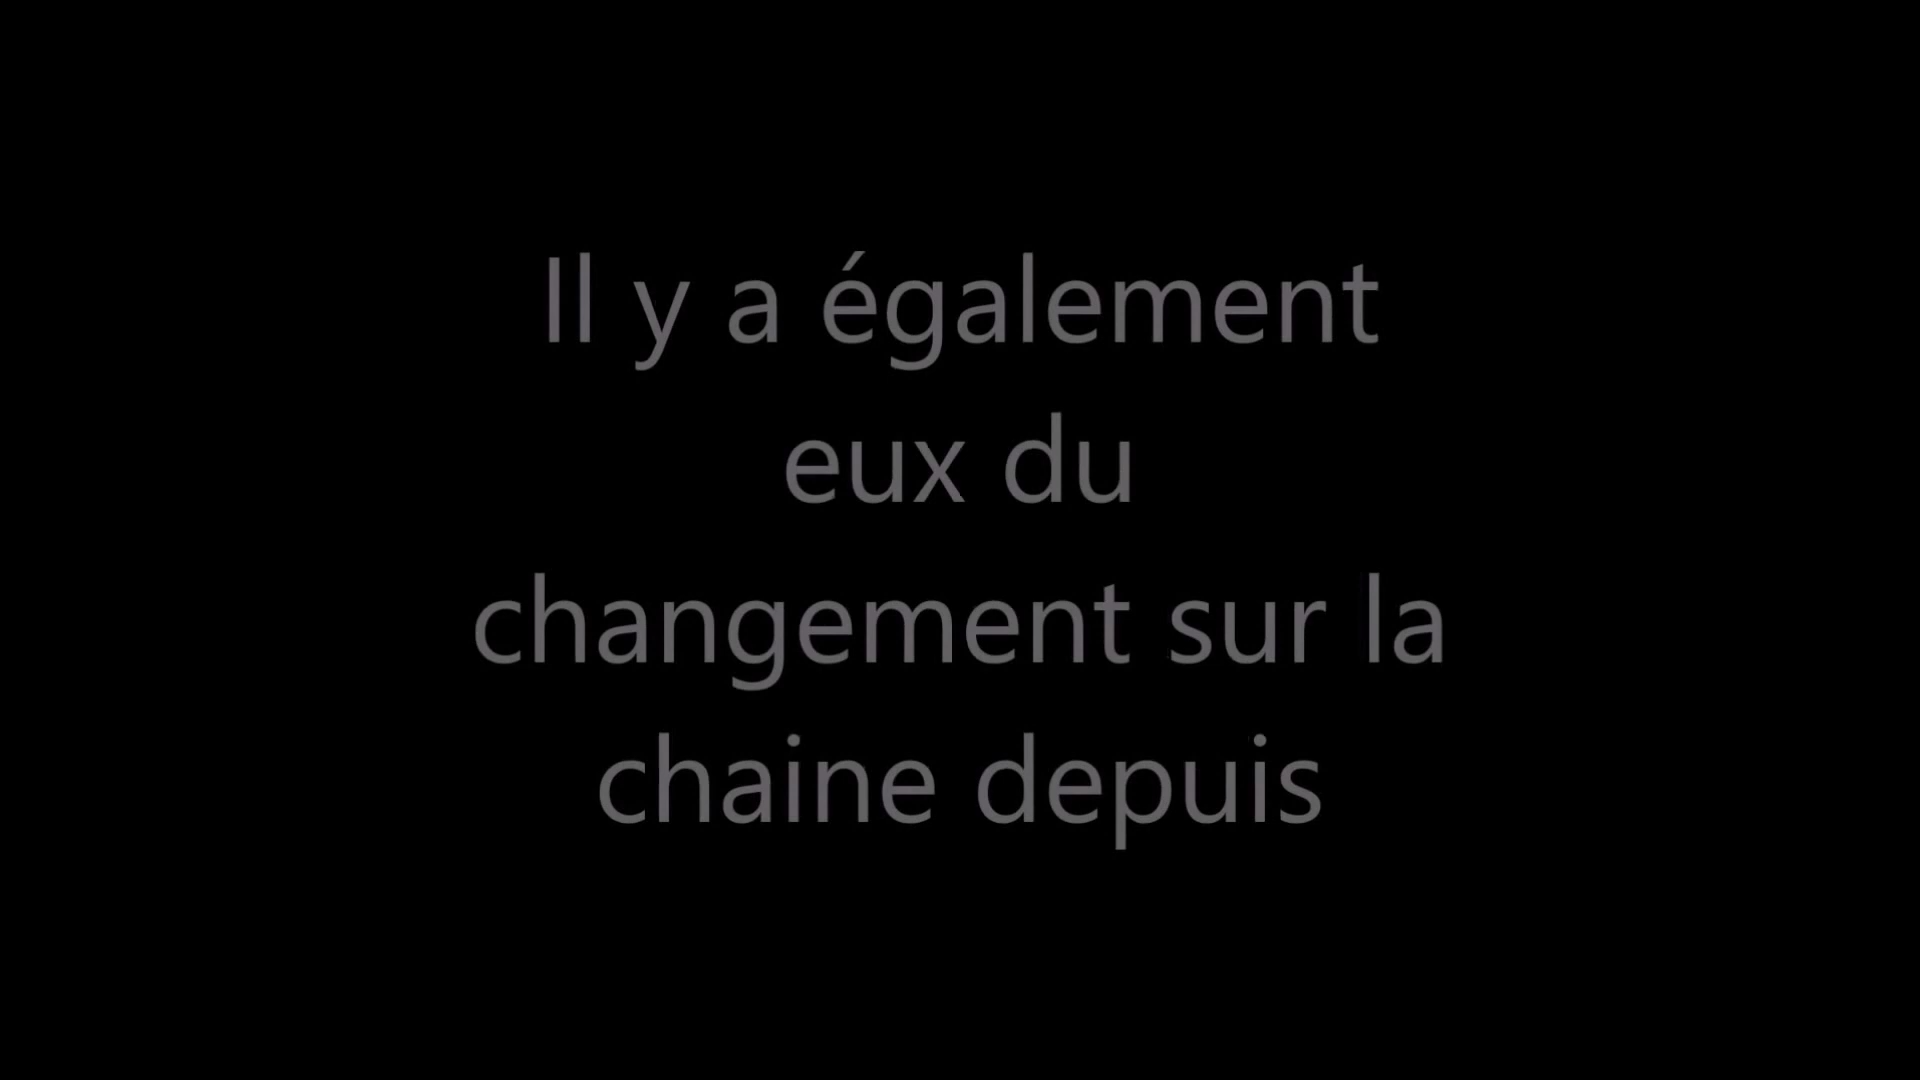 Il y a également
eux du
changement sur la
chaine depuis